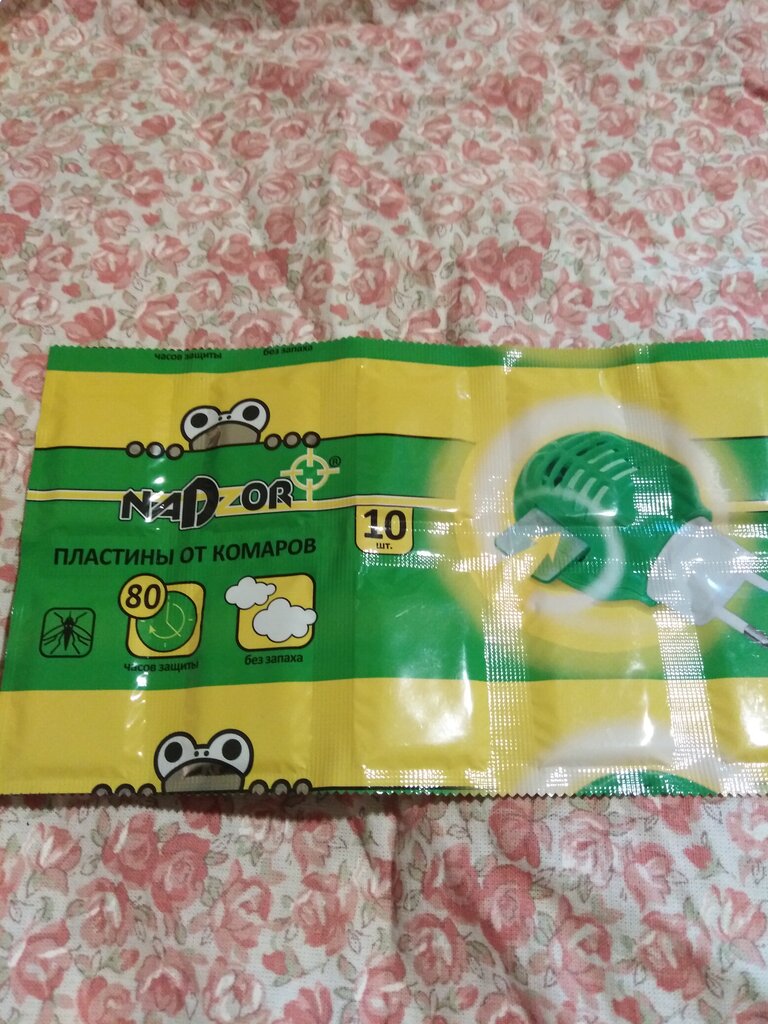 часов защиты
без запаха
NADZOR®
10
шт.
ПЛАСТИНЫ ОТ КОМАРОВ
80
часов защиты
без запаха